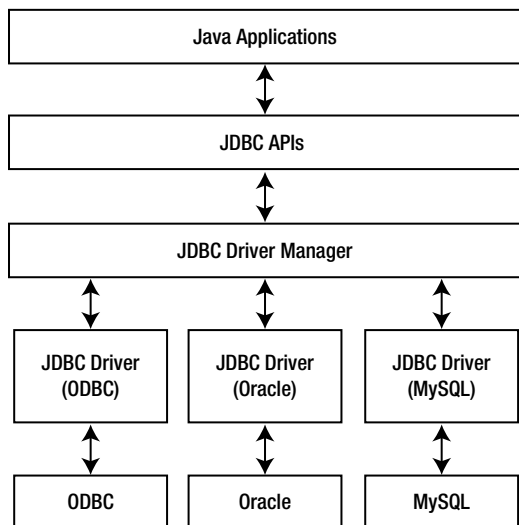 Java Applications
JDBC APIs
JDBC Driver Manager
JDBC Driver
(ODBC)
JDBC Driver
(Oracle)
JDBC Driver
(MySQL)
ODBC
Oracle
MySQL